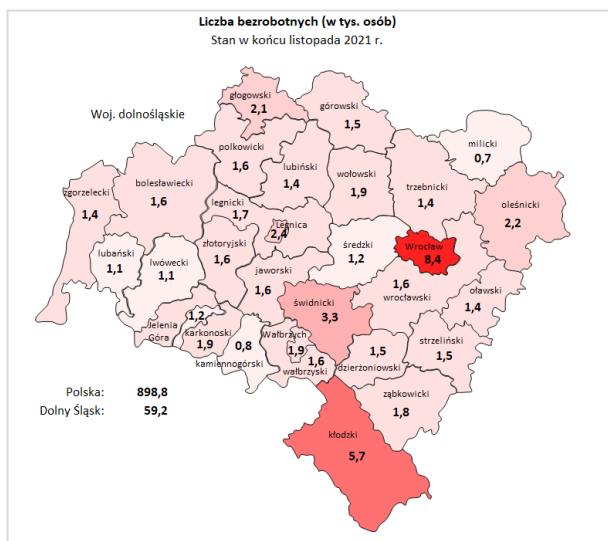 Liczba bezrobotnych (w tys. osób)
Stan w końcu listopada 2021 r.
Woj. dolnośląskie
głogowski
2,1
górowski
1,5
milicki
0,7
polkowicki
1,6
lubiński
1,4
wołowski
1,9
trzebnicki
1,4
oleśnicki
2,2
zgorzelecki
1,4
bolesławiecki
1,6
legnicki
1,7
Legnica
2,4
średzki
1,2
Wrocław
8,4
lubański
1,1
lwówecki
1,1
złotoryjski
1,6
jaworski
1,6
1,6
wrocławski
oławski
1,4
świdnicki
3,3
1,2
Jelenia
Góra
karkonoski
1,9
0,8
kamiennogórski
Wałbrzych
1,9
1,6
wałbrzyski
1,5
dzierżoniowski
strzeliński
1,5
ząbkowicki
1,8
kłodzki
5,7
Polska: 898,8
Dolny Śląsk: 59,2